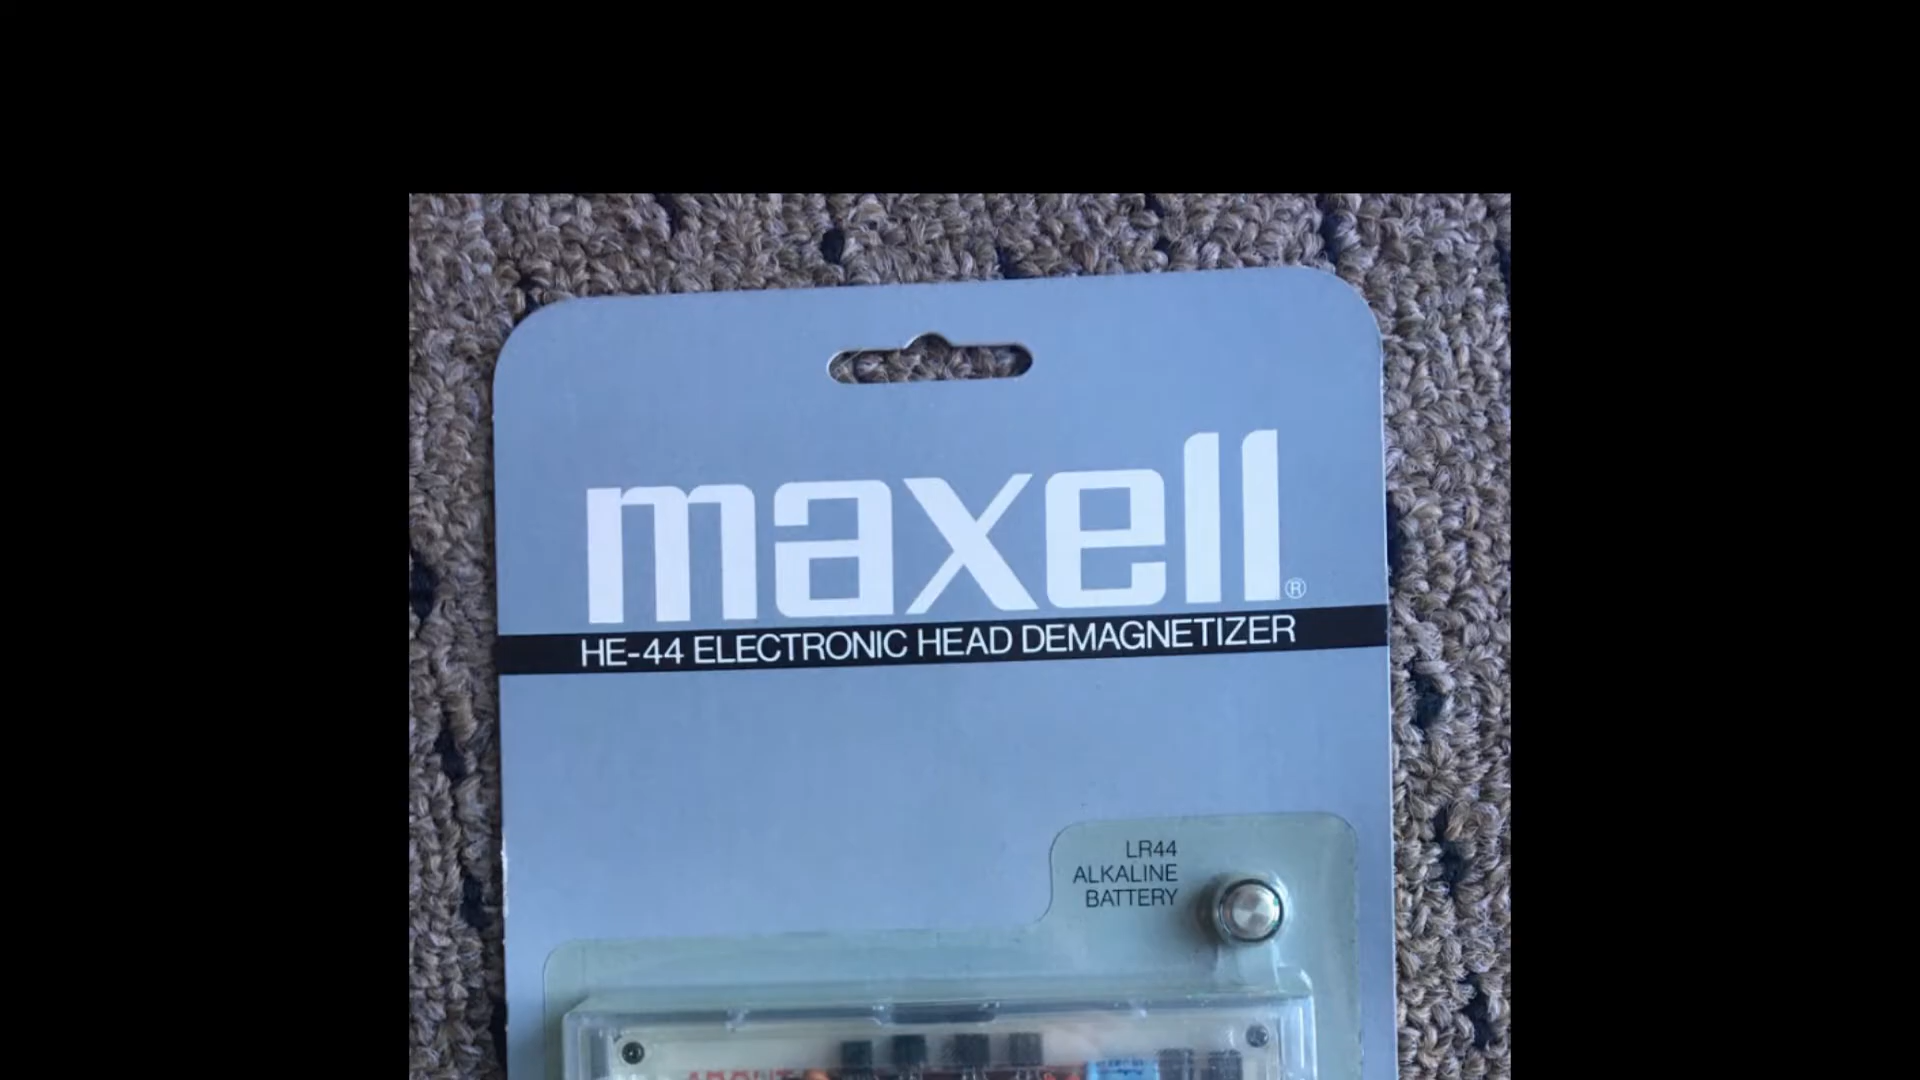 maxell®
HE-44 ELECTRONIC HEAD DEMAGNETIZER
LR44
ALKALINE
BATTERY